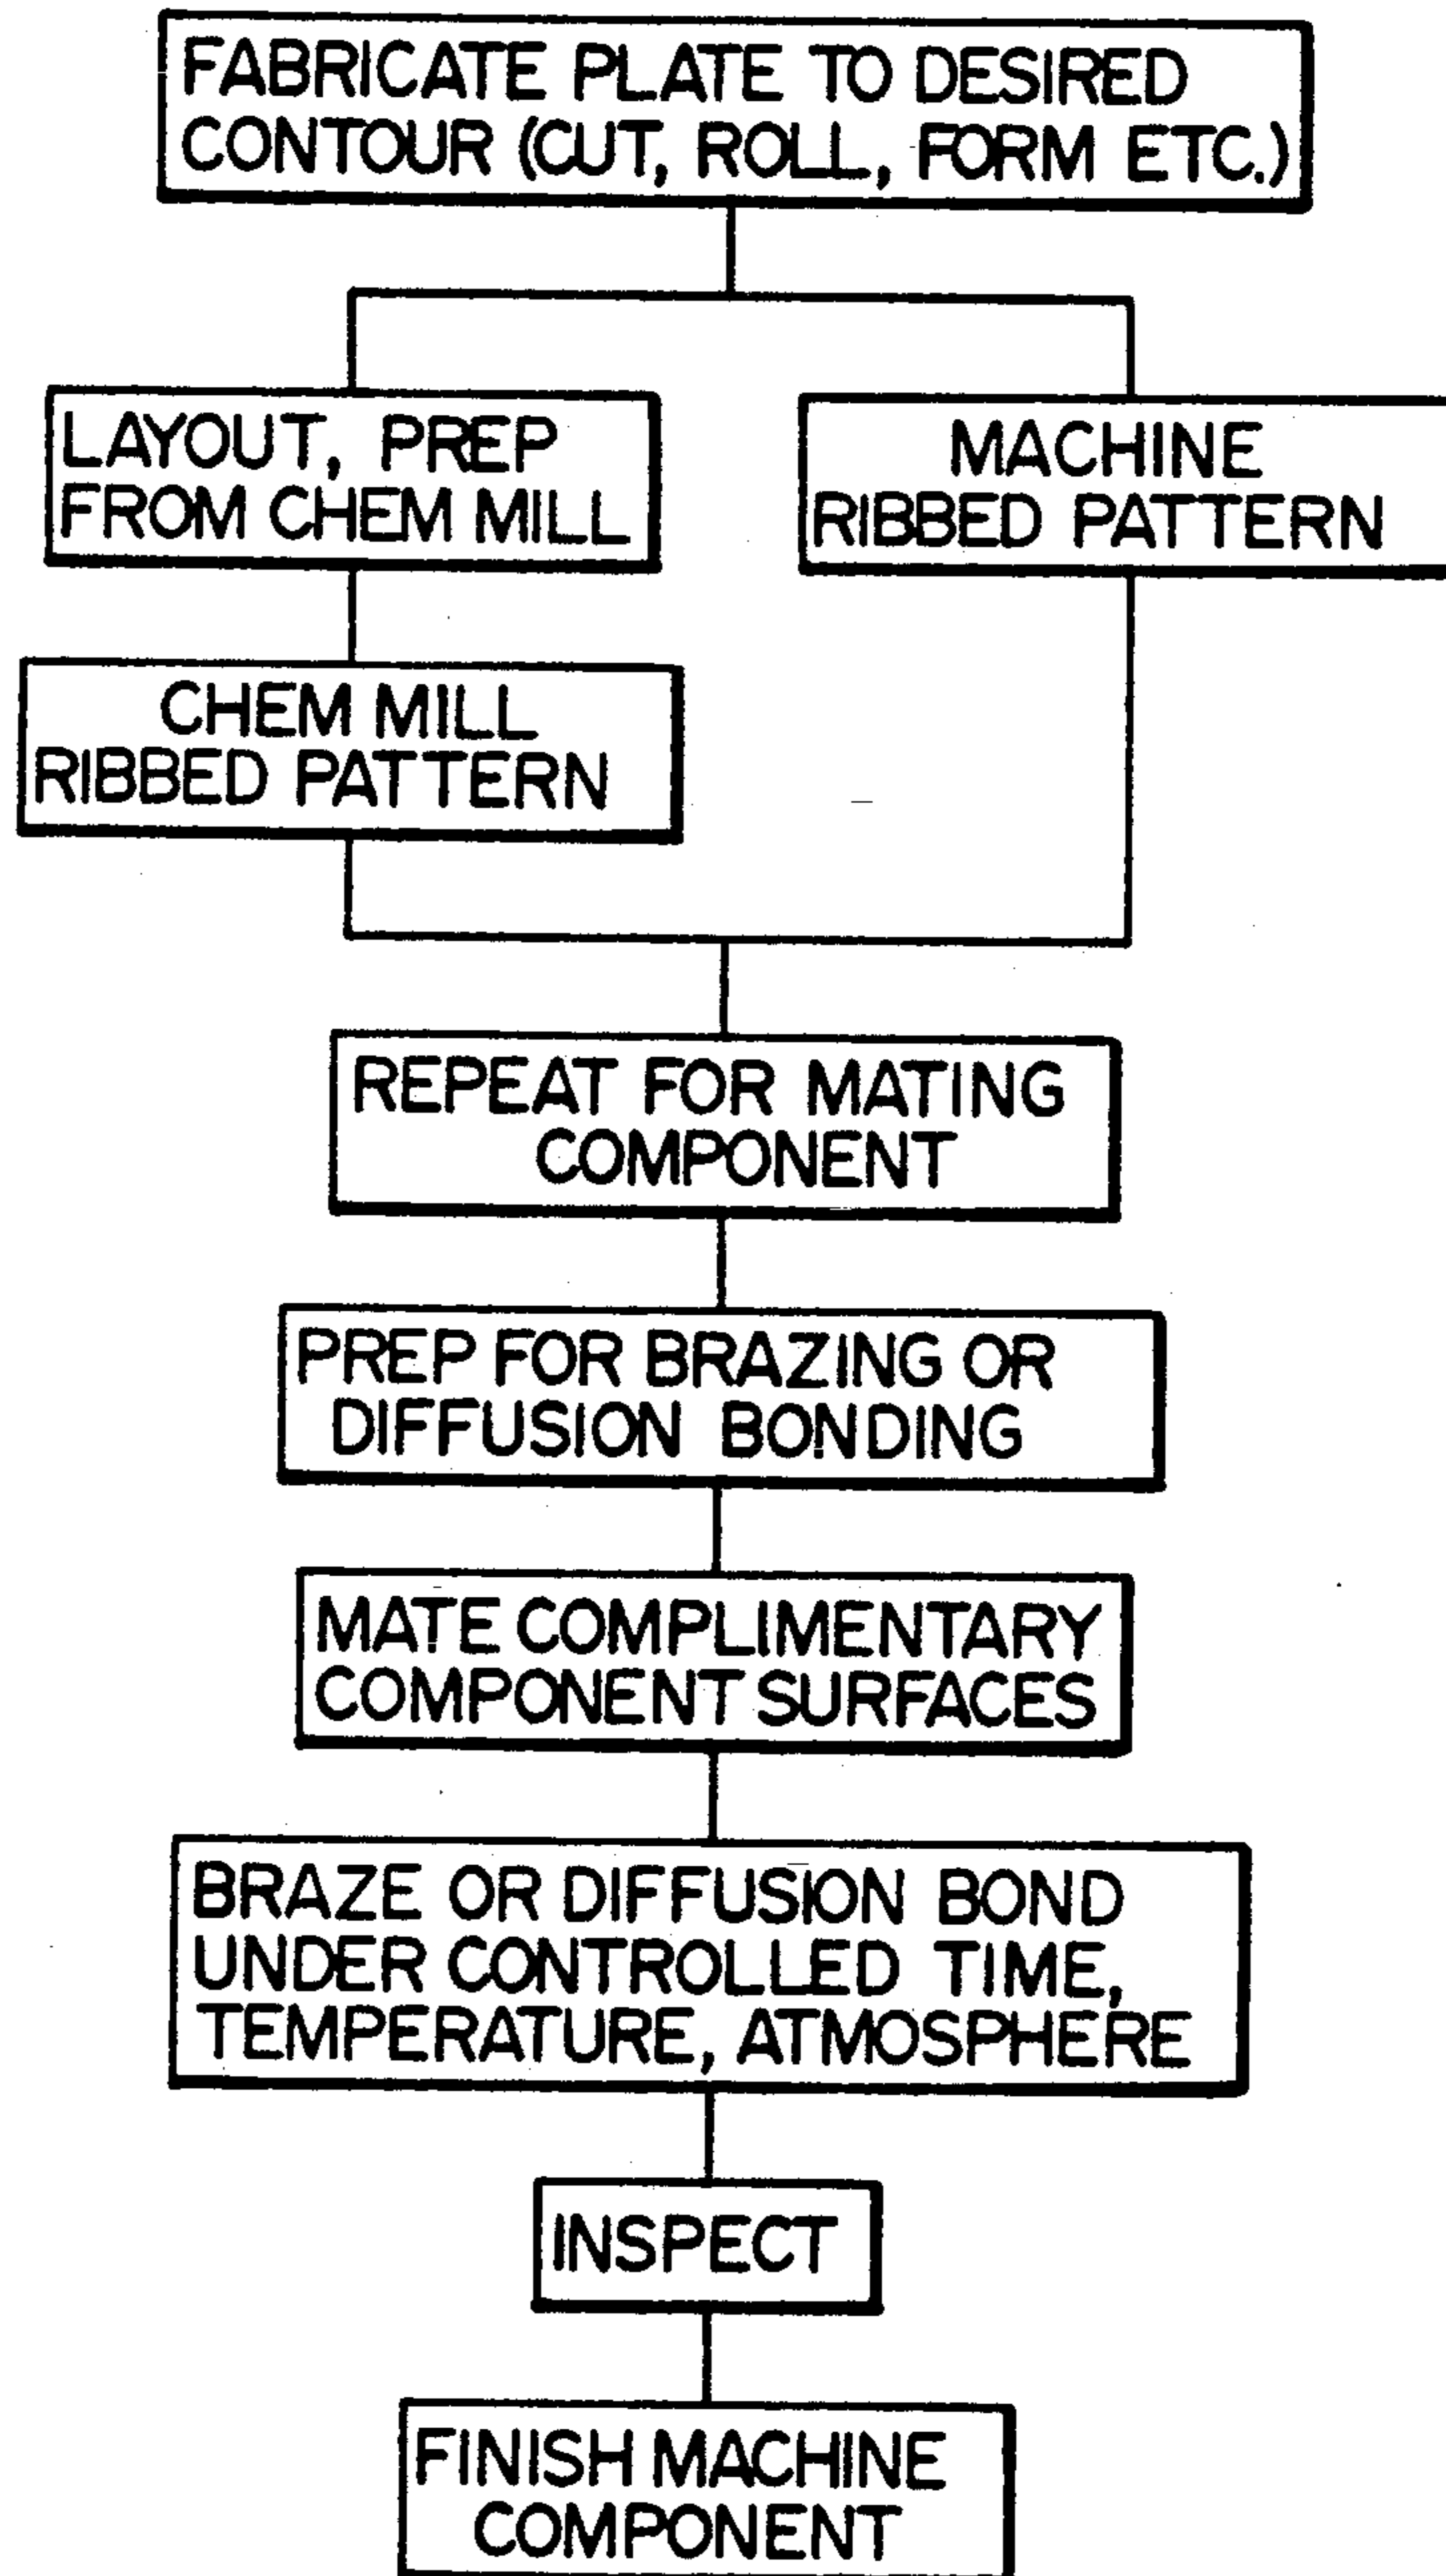 FABRICATE PLATE TO DESIRED
CONTOUR (CUT, ROLL, FORM ETC.)
LAYOUT, PREP
FROM CHEM MILL
MACHINE
RIBBED PATTERN
CHEM MILL
RIBBED PATTERN
REPEAT FOR MATING
COMPONENT
PREP FOR BRAZING OR
DIFFUSION BONDING
MATE COMPLIMENTARY
COMPONENT SURFACES
BRAZE OR DIFFUSION BOND
UNDER CONTROLLED TIME,
TEMPERATURE, ATMOSPHERE
INSPECT
FINISH MACHINE
COMPONENT